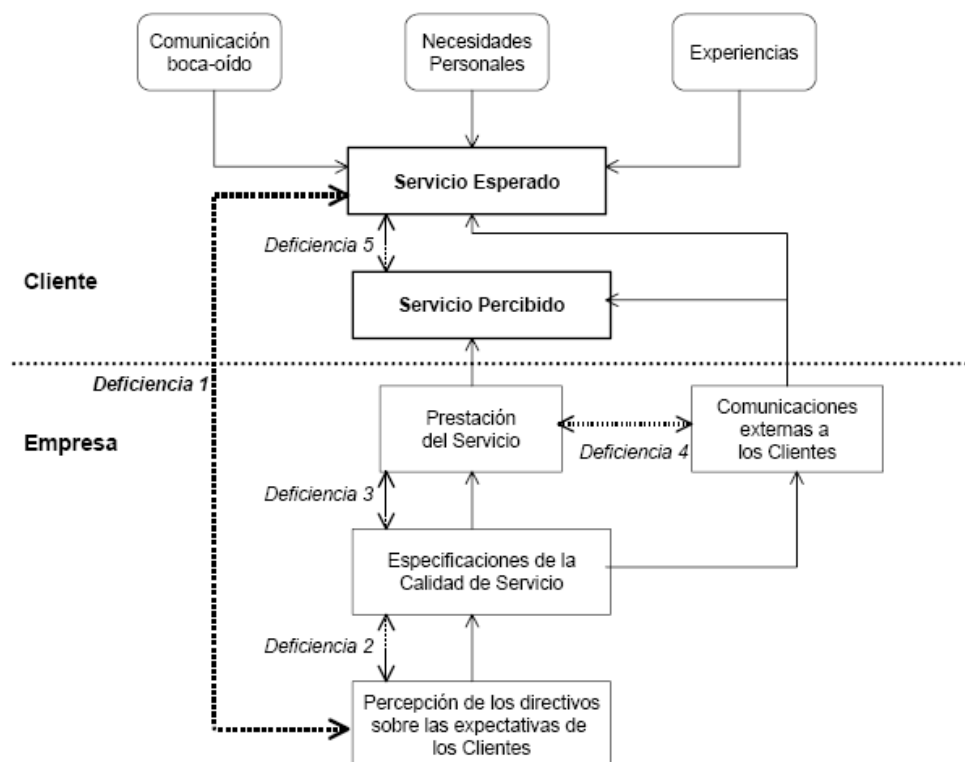 Comunicación
boca-oído
Necesidades
Personales
Experiencias
Servicio Esperado
Deficiencia 5
Cliente
Servicio Percibido
Deficiencia 1
Empresa
Prestación
del Servicio
Deficiencia 4
Comunicaciones
externas a
los Clientes
Deficiencia 3
Especificaciones de la
Calidad de Servicio
Deficiencia 2
Percepción de los directivos
sobre las expectativas de
los Clientes